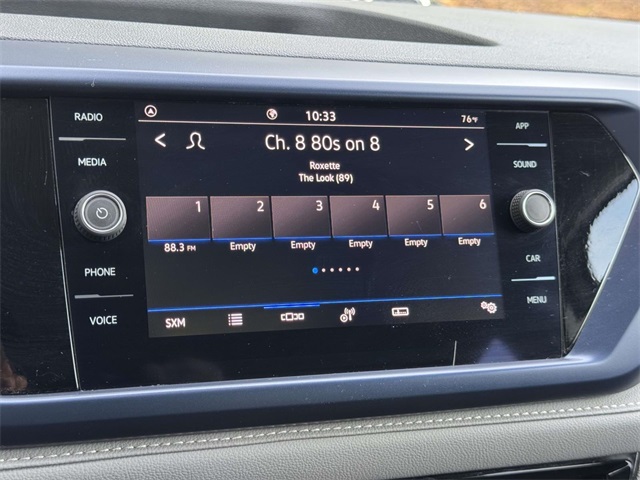 RADIO
MEDIA
PHONE
VOICE
10:33
76°F
Ch. 8 80s on 8
Roxette
The Look (89)
1 2 3 4 5 6
88.3 FM Empty Empty Empty Empty Empty
SXM
APP
SOUND
CAR
MENU